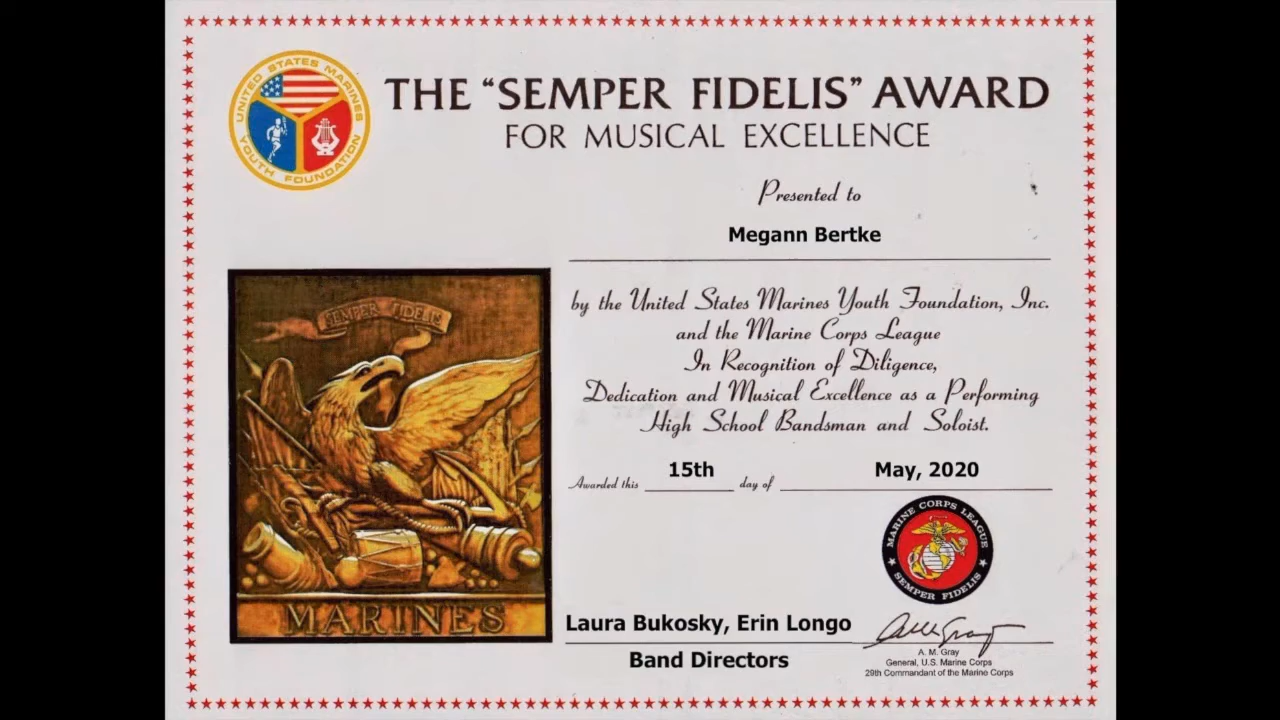 UNITED STATES MARINES
YOUTH FOUNDATION
THE “SEMPER FIDELIS” AWARD
FOR MUSICAL EXCELLENCE
Presented to
Megann Bertke
by the United States Marines Youth Foundation, Inc.
and the Marine Corps League
In Recognition of Diligence,
Dedication and Musical Excellence as a Performing
High School Bandsman and Soloist.
SEMPER FIDELIS
MARINES
Awarded this 15th day of May, 2020
MARINE CORPS LEAGUE
SEMPER FIDELIS
Laura Bukosky, Erin Longo
Band Directors
A. M. Gray
General, U.S. Marine Corps
29th Commandant of the Marine Corps